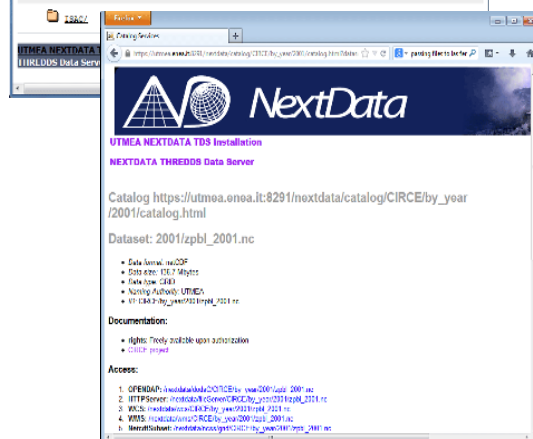 ISAC/
UTMEA NEXTDATA T
THREDDS Data Serv
Firefox
Catalog Services
https://utmea.enea.it:8291/nextdata/catalog/CIRCE/by_year/2001/catalog.html?datas
passing files to las fer
NextData
UTMEA NEXTDATA TDS Installation
NEXTDATA THREDDS Data Server
Catalog https://utmea.enea.it:8291/nextdata/catalog/CIRCE/by_year
/2001/catalog.html
Dataset: 2001/zpbl_2001.nc
Data format: netCDF
Data size: 136.7 Mbytes
Data type: GRID
Naming Authority: UTMEA
ID: CIRCE/by_year/2001/zpbl_2001.nc
Documentation:
rights: Freely available upon authorization
CIRCE project
Access:
1. OPENDAP: /nextdata/dodsC/CIRCE/by_year/2001/zpbl_2001.nc
2. HTTPServer: /nextdata/fileServer/CIRCE/by_year/2001/zpbl_2001.nc
3. WCS: /nextdata/wcs/CIRCE/by_year/2001/zpbl_2001.nc
4. WMS: /nextdata/wms/CIRCE/by_year/2001/zpbl_2001.nc
5. NetcdfSubset: /nextdata/ncss/grid/CIRCE/by_year/2001/zpbl_2001.nc